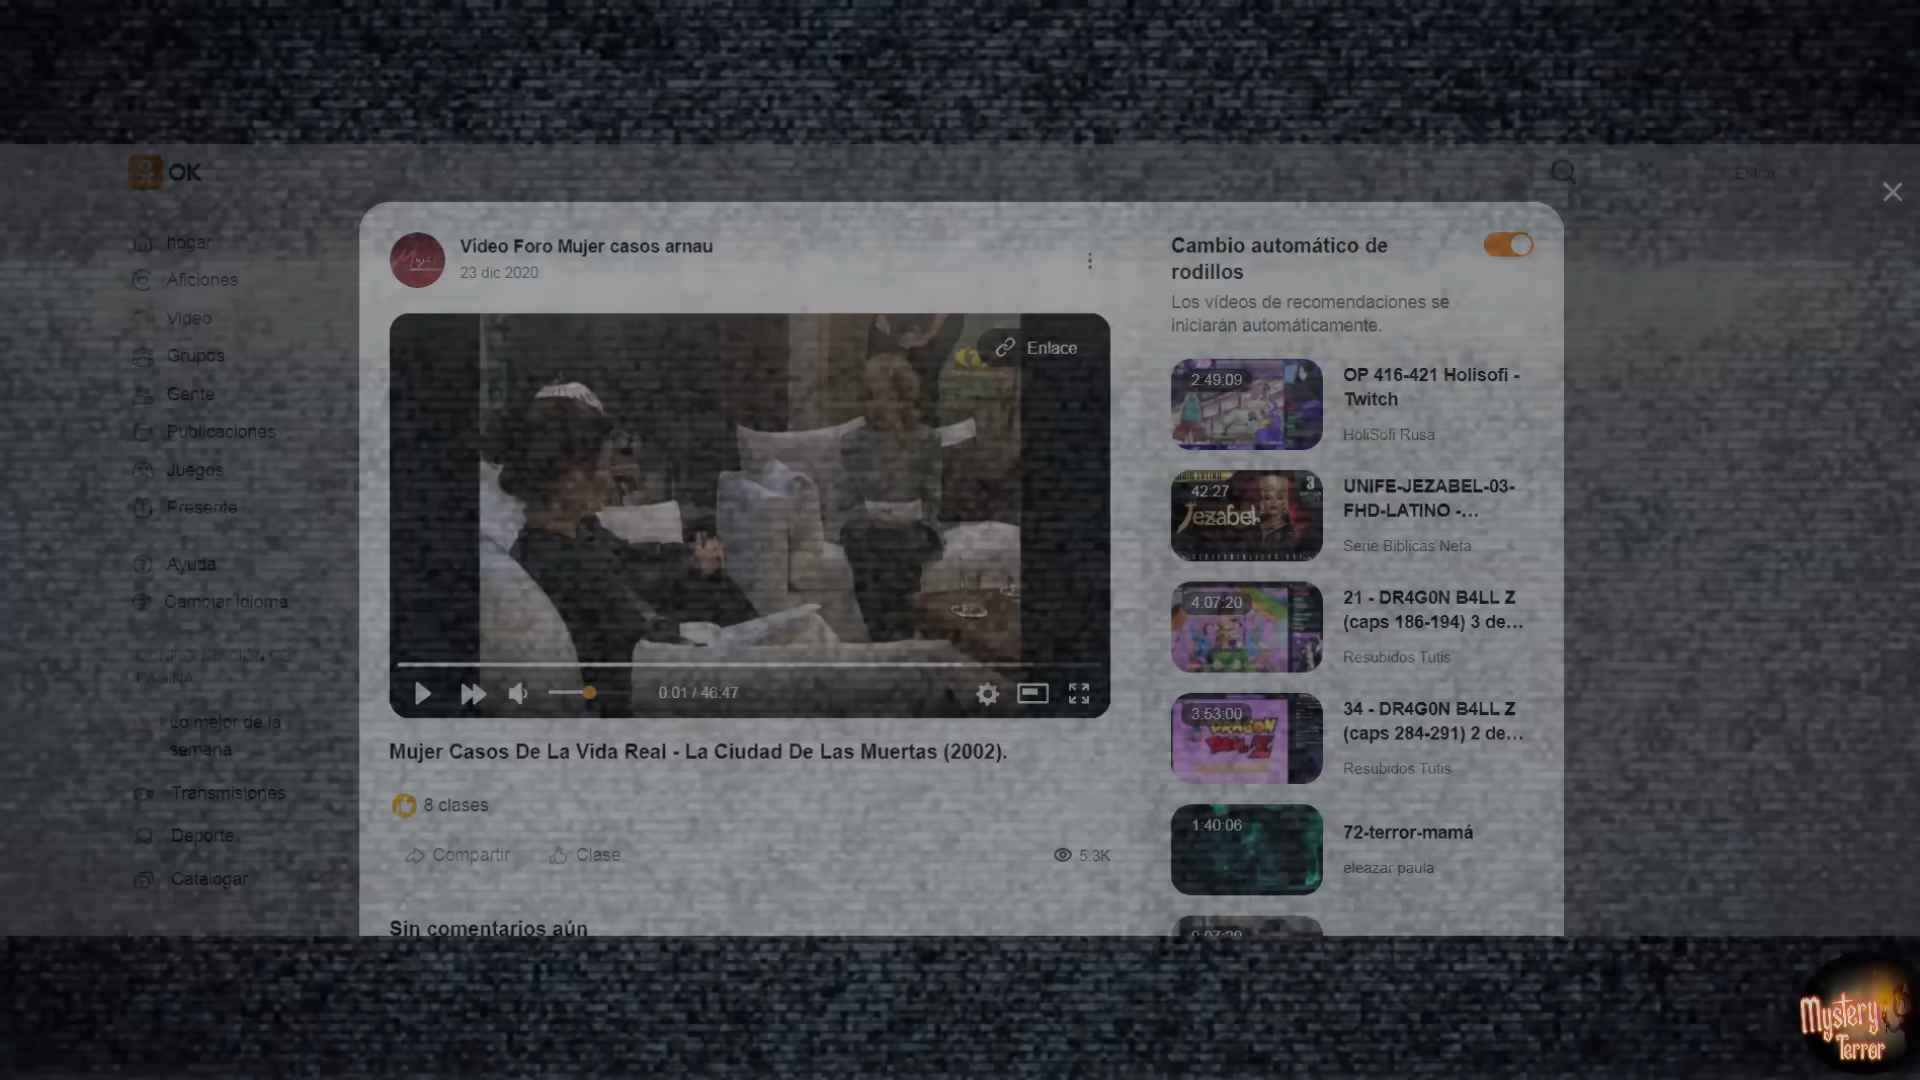 OK
hogar
Aficiones
Video
Grupos
Gente
Publicaciones
Juegos
Presente
Ayuda
Cambiar idioma
Lo mejor de la
semana
Transmisiones
Deporte
Catalogar
Vídeo Foro Mujer casos arnau
23 dic 2020
Enlace
0:01 / 46:47
Mujer Casos De La Vida Real - La Ciudad De Las Muertas (2002).
8 clases
Compartir
Clase
5.3K
Sin comentarios aún
Cambio automático de
rodillos
Los vídeos de recomendaciones se
iniciarán automáticamente.
2:49:09
OP 416-421 Holisofi -
Twitch
HoliSofi Rusa
42:27
Jezabel
UNIFE-JEZABEL-03-
FHD-LATINO -...
Serie Biblicas Neta
4:07:20
21 - DR4G0N B4LL Z
(caps 186-194) 3 de...
Resubidos Tutis
3:53:00
DRAGON
BALL Z
34 - DR4G0N B4LL Z
(caps 284-291) 2 de...
Resubidos Tutis
1:40:06
72-terror-mamá
eleazar paula
Mystery
Terror